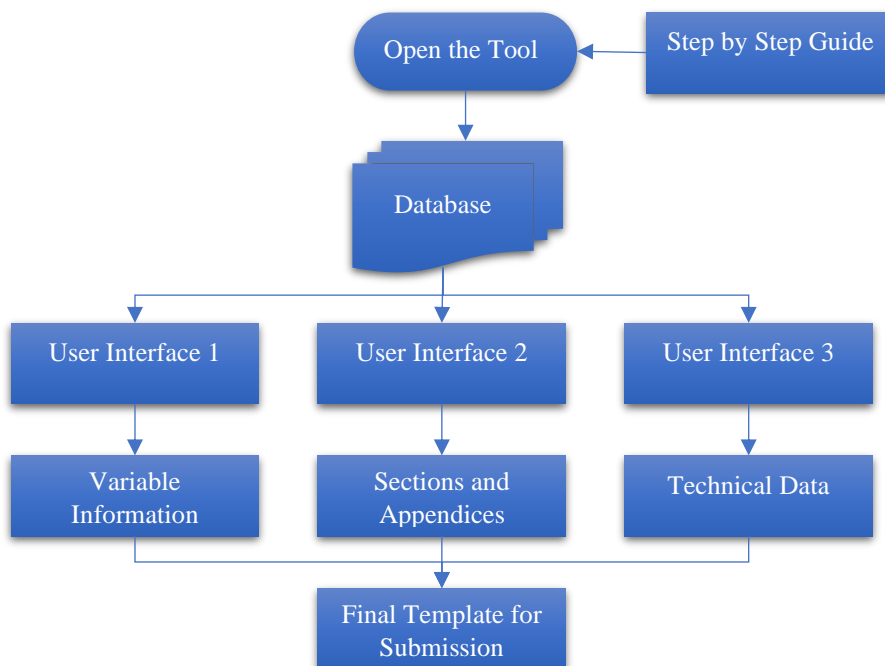 Open the Tool
Step by Step Guide
Database
User Interface 1
User Interface 2
User Interface 3
Variable
Information
Sections and
Appendices
Technical Data
Final Template for
Submission